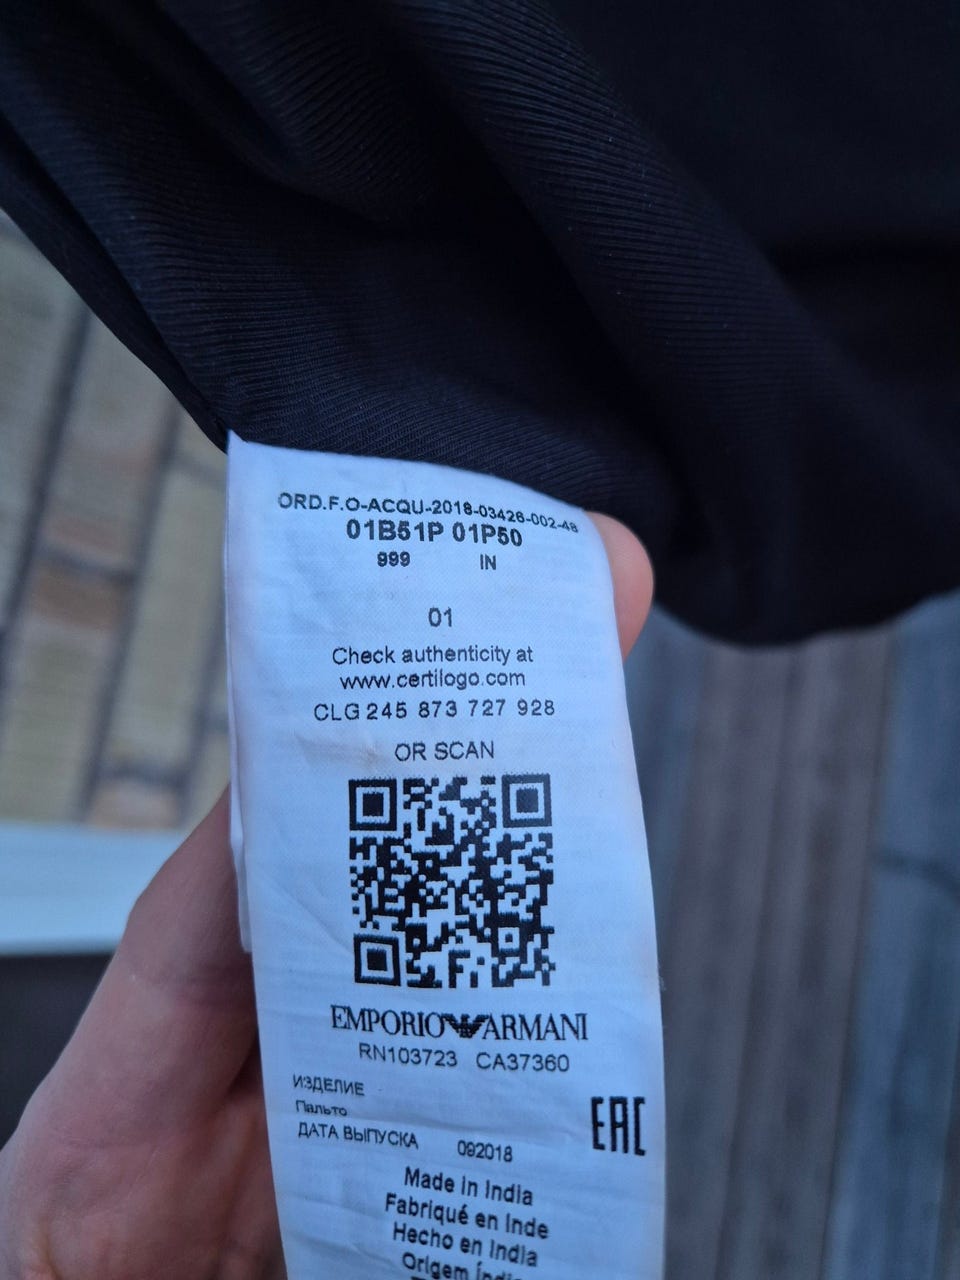 ORD.F.O-ACQU-2018-03426-002-48
01B51P 01P50
999 IN
01
Check authenticity at
www.certilogo.com
CLG 245 873 727 928
OR SCAN
EMPORIO ARMANI
RN103723 CA37360
ИЗДЕЛИЕ
Пальто
ДАТА ВЫПУСКА 092018
EAC
Made in India
Fabriqué en Inde
Hecho en India
Origem Índia